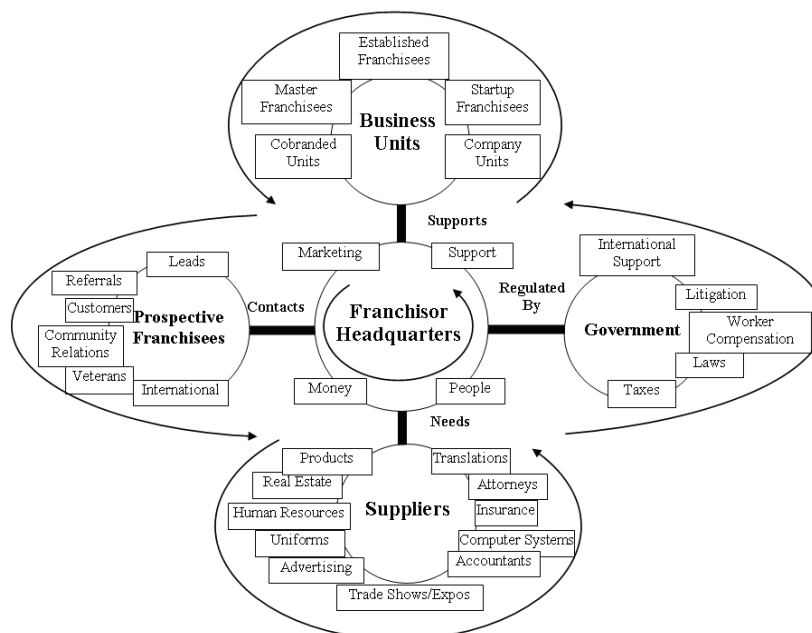 Established
Franchisees
Master
Franchisees
Startup
Franchisees
Business
Units
Cobranded
Units
Company
Units
Supports
Marketing
Support
International
Support
Leads
Referrals
Customers
Community
Relations
Veterans
International
Prospective
Franchisees
Contacts
Franchisor
Headquarters
Regulated
By
Government
Litigation
Worker
Compensation
Laws
Taxes
Money
People
Needs
Products
Translations
Real Estate
Attorneys
Human Resources
Suppliers
Insurance
Uniforms
Computer Systems
Advertising
Accountants
Trade Shows/Expos